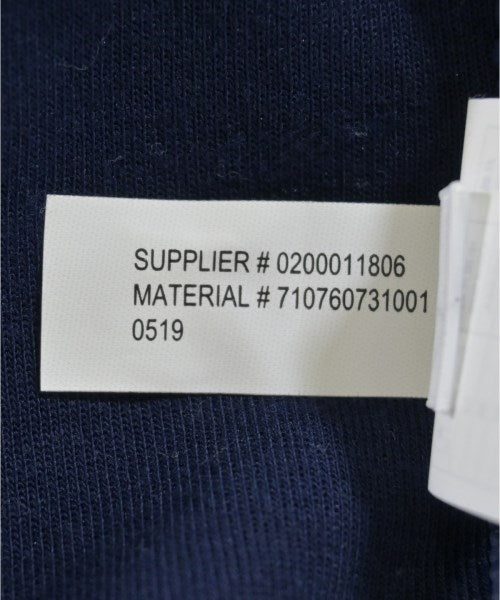 SUPPLIER # 0200011806
MATERIAL # 710760731001
0519